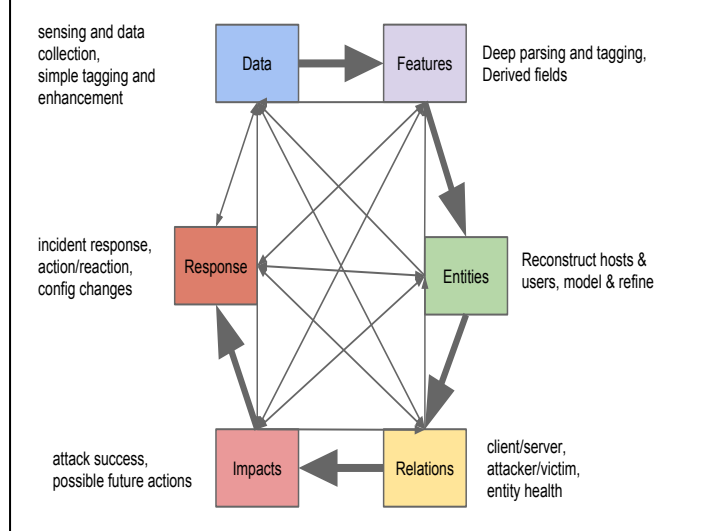 sensing and data
collection,
simple tagging and
enhancement
Data
Features
Deep parsing and tagging,
Derived fields
incident response,
action/reaction,
config changes
Response
Entities
Reconstruct hosts &
users, model & refine
attack success,
possible future actions
Impacts
Relations
client/server,
attacker/victim,
entity health